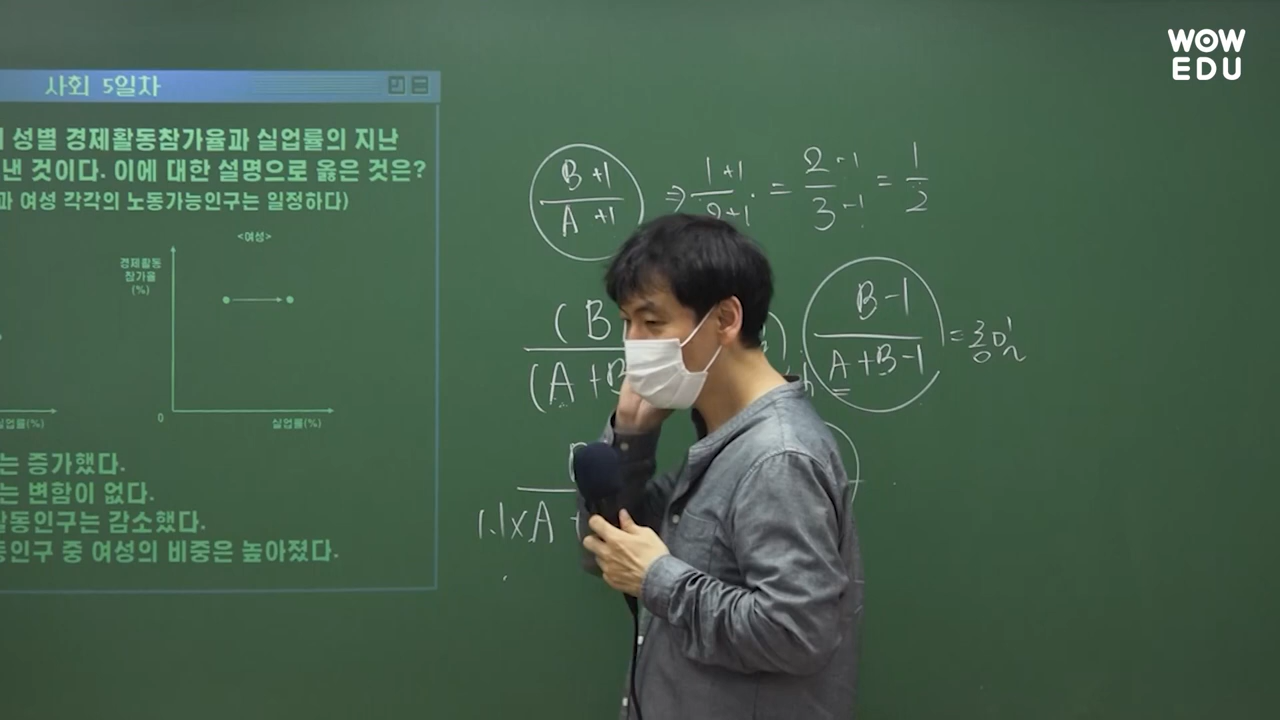 WOW
EDU
사회 5일차
성별 경제활동참가율과 실업률의 지난
낸 것이다. 이에 대한 설명으로 옳은 것은?
과 여성 각각의 노동가능인구는 일정하다)
<여성>
경제활동
참가율
(%)
0
실업률(%)
업률(%)
는 증가했다.
는 변함이 없다.
활동인구는 감소했다.
동인구 중 여성의 비중은 높아졌다.
B +1
A +1
⇒ 1+1 / 2+1 = 2 -1 / 3 -1 = 1 / 2
(B
(A +B
B-1
A+B-1
1.1×A